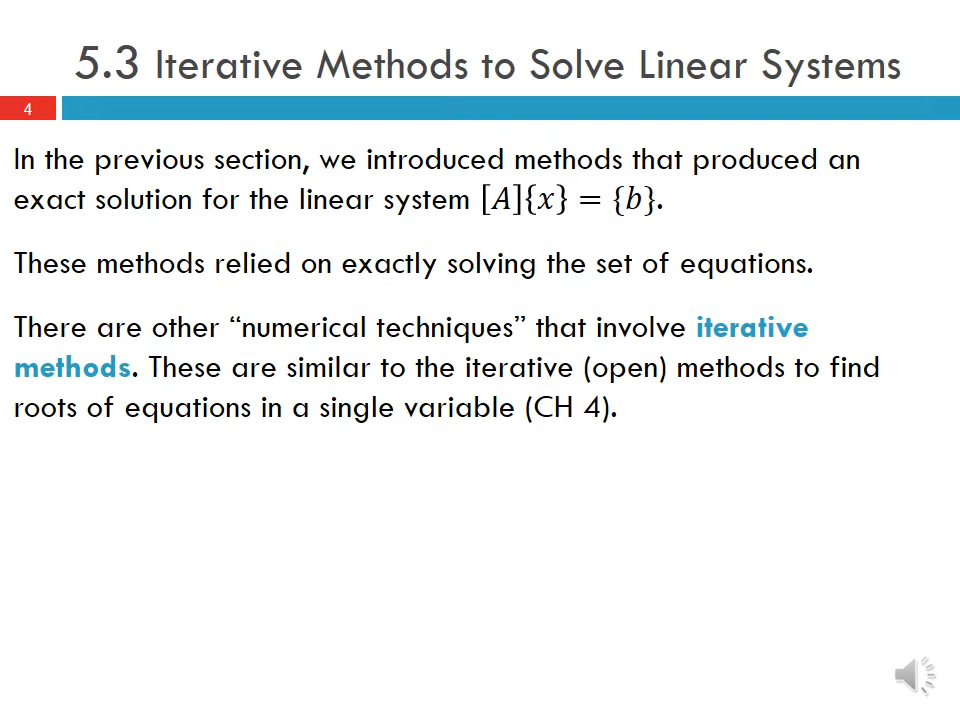 5.3 Iterative Methods to Solve Linear Systems
4
In the previous section, we introduced methods that produced an
exact solution for the linear system [A]{x} = {b}.
These methods relied on exactly solving the set of equations.
There are other “numerical techniques” that involve iterative
methods. These are similar to the iterative (open) methods to find
roots of equations in a single variable (CH 4).